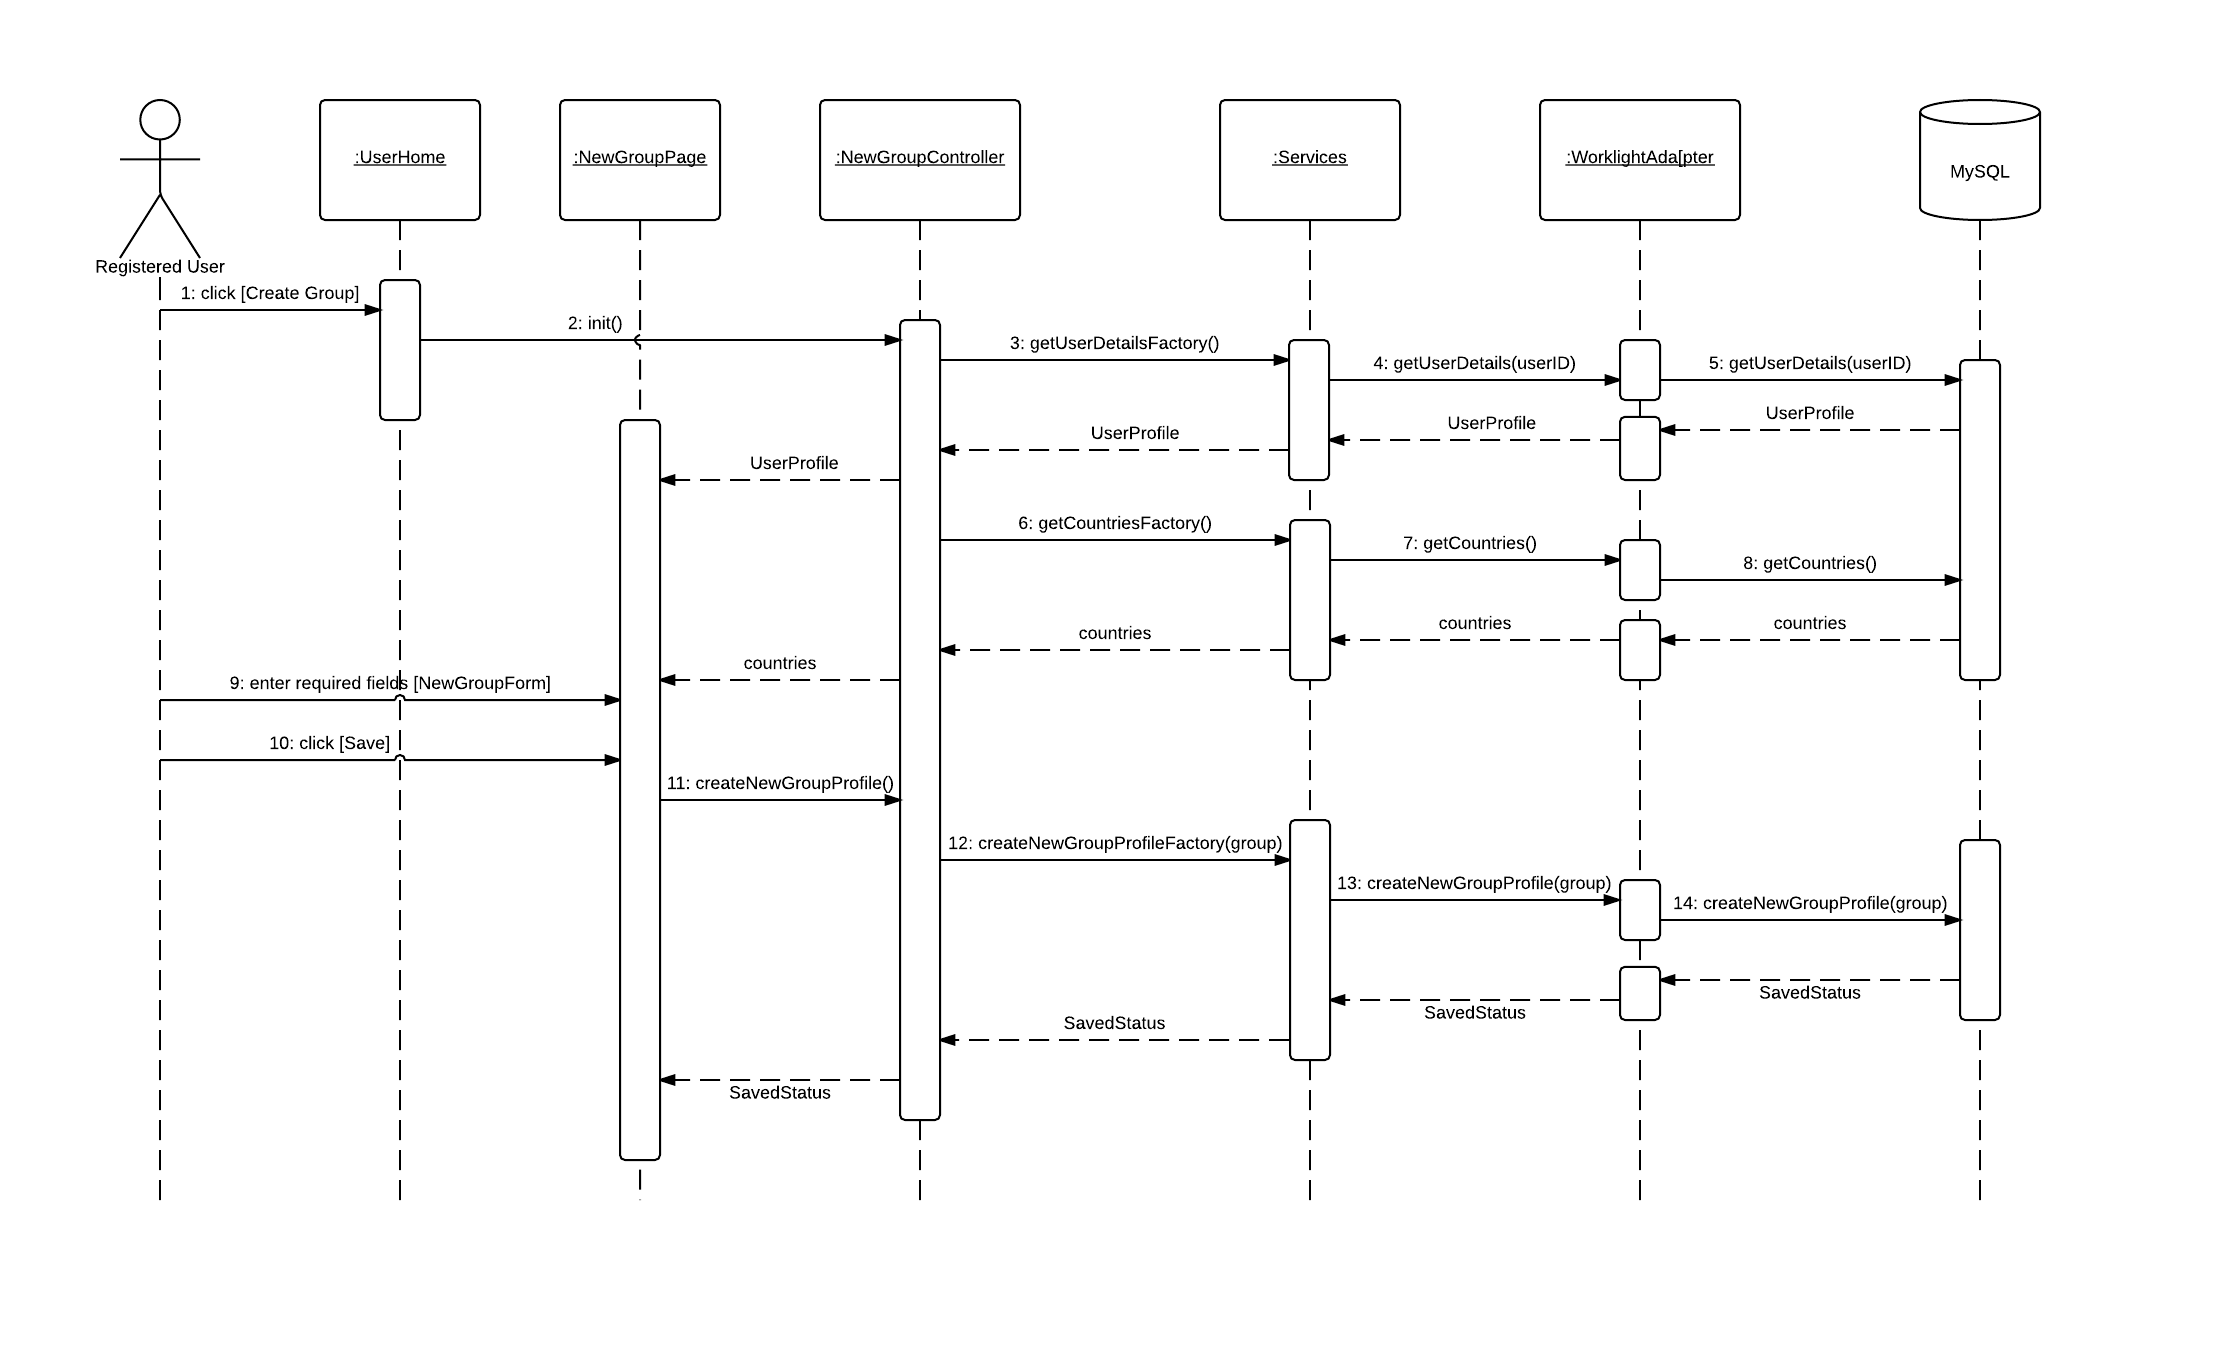 :UserHome
:NewGroupPage
:NewGroupController
:Services
:WorklightAda[pter
MySQL
Registered User
1: click [Create Group]
2: init()
3: getUserDetailsFactory()
4: getUserDetails(userID)
5: getUserDetails(userID)
UserProfile
UserProfile
UserProfile
UserProfile
6: getCountriesFactory()
7: getCountries()
8: getCountries()
countries
countries
countries
countries
9: enter required fields [NewGroupForm]
10: click [Save]
11: createNewGroupProfile()
12: createNewGroupProfileFactory(group)
13: createNewGroupProfile(group)
14: createNewGroupProfile(group)
SavedStatus
SavedStatus
SavedStatus
SavedStatus